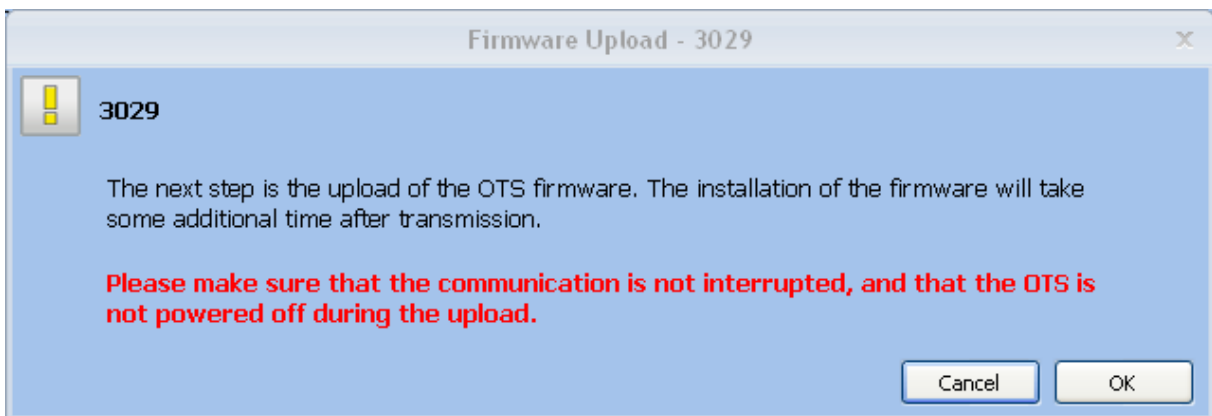 Firmware Upload - 3029
3029
The next step is the upload of the OTS firmware. The installation of the firmware will take
some additional time after transmission.
Please make sure that the communication is not interrupted, and that the OTS is
not powered off during the upload.
Cancel OK